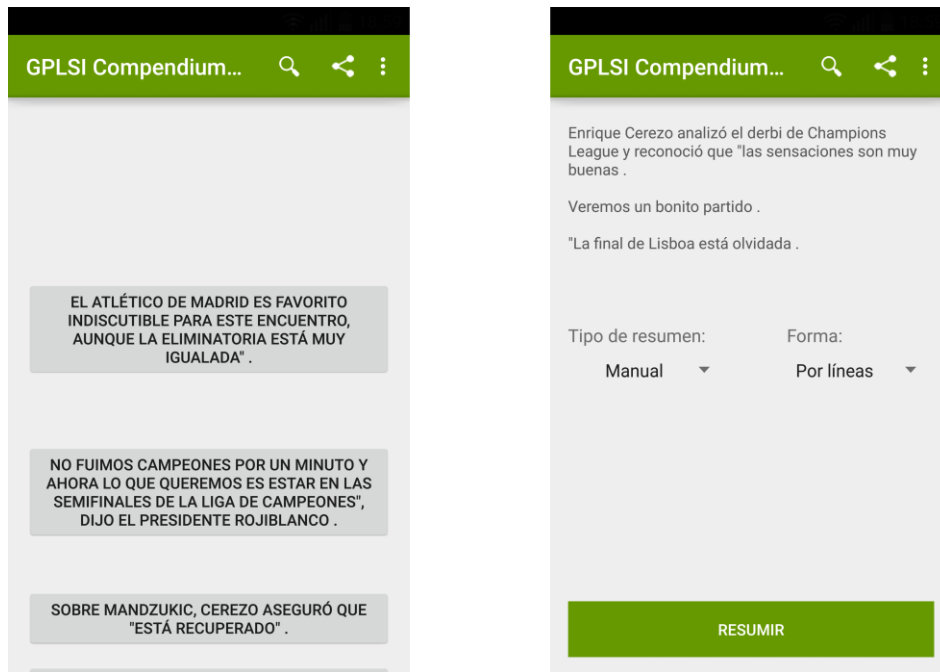 GPLSI Compendium...
EL ATLÉTICO DE MADRID ES FAVORITO
INDISCUTIBLE PARA ESTE ENCUENTRO,
AUNQUE LA ELIMINATORIA ESTÁ MUY
IGUALADA" .
NO FUIMOS CAMPEONES POR UN MINUTO Y
AHORA LO QUE QUEREMOS ES ESTAR EN LAS
SEMIFINALES DE LA LIGA DE CAMPEONES",
DIJO EL PRESIDENTE ROJIBLANCO .
SOBRE MANDZUKIC, CEREZO ASEGURÓ QUE
"ESTÁ RECUPERADO" .
GPLSI Compendium...
Enrique Cerezo analizó el derbi de Champions
League y reconoció que "las sensaciones son muy
buenas .
Veremos un bonito partido .
"La final de Lisboa está olvidada .
Tipo de resumen: Forma:
Manual Por líneas
RESUMIR